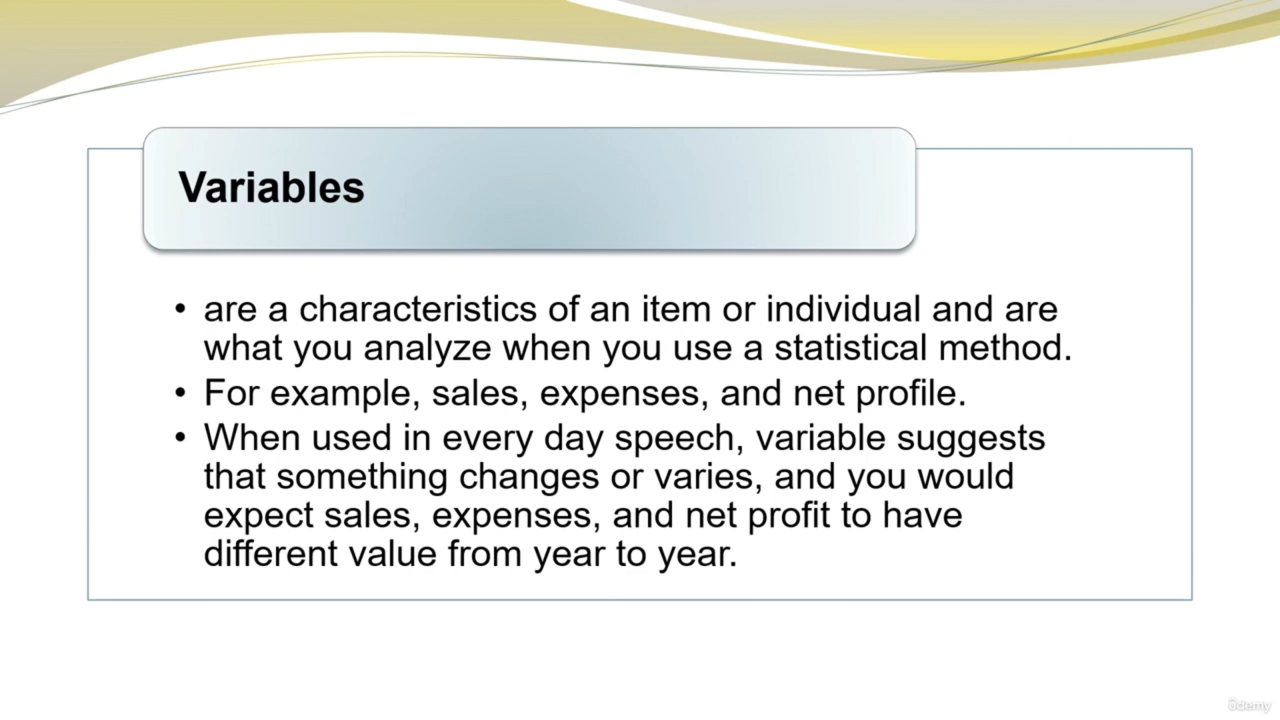 Variables
• are a characteristics of an item or individual and are
what you analyze when you use a statistical method.
• For example, sales, expenses, and net profile.
• When used in every day speech, variable suggests
that something changes or varies, and you would
expect sales, expenses, and net profit to have
different value from year to year.
ûdemy